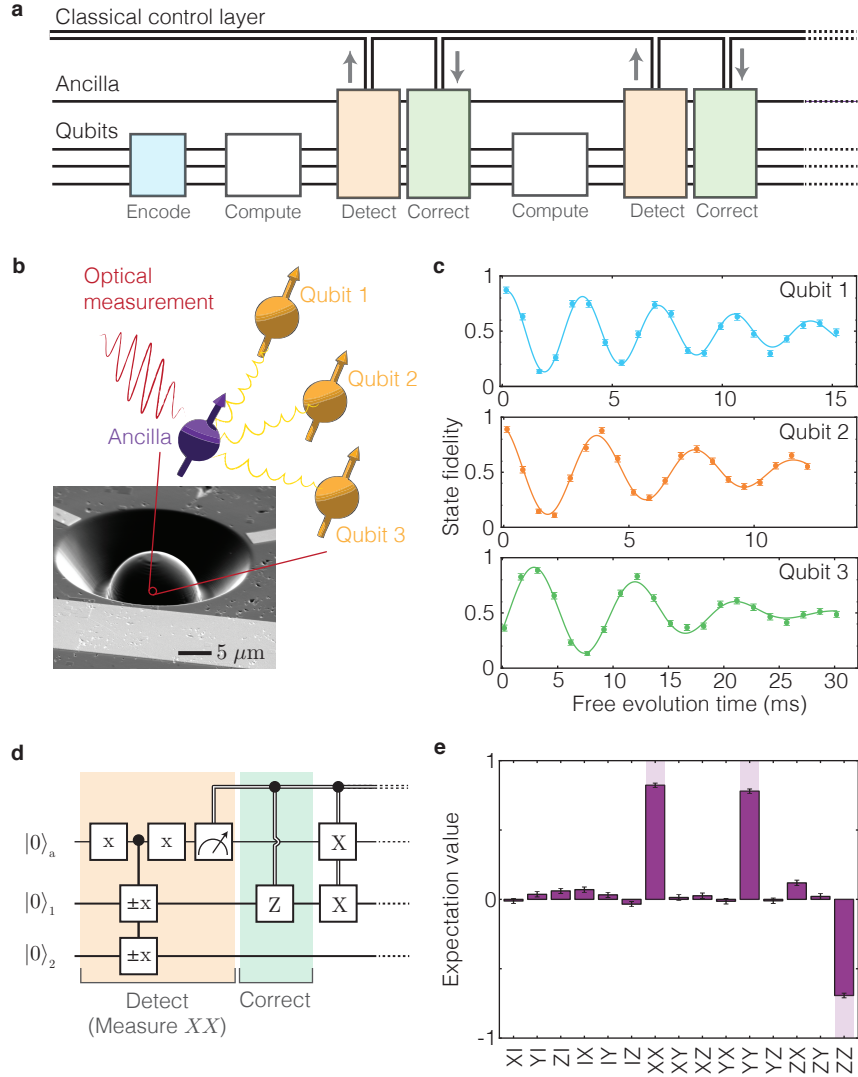 a
Classical control layer
Ancilla
Qubits
Encode
Compute
Detect
Correct
Compute
Detect
Correct
b
Optical
measurement
Qubit 1
Qubit 2
Ancilla
Qubit 3
5 μm
c
State fidelity
1
0.5
0
Qubit 1
0
5
10
15
1
0.5
0
Qubit 2
0
5
10
1
0.5
0
Qubit 3
0
5
10
15
20
25
30
Free evolution time (ms)
d
|0⟩a
x
x
X
|0⟩1
±x
Z
X
|0⟩2
±x
Detect
(Measure XX)
Correct
e
Expectation value
1
0
-1
XI
YI
ZI
IX
IY
IZ
XX
XY
XZ
YX
YY
YZ
ZX
ZY
ZZ